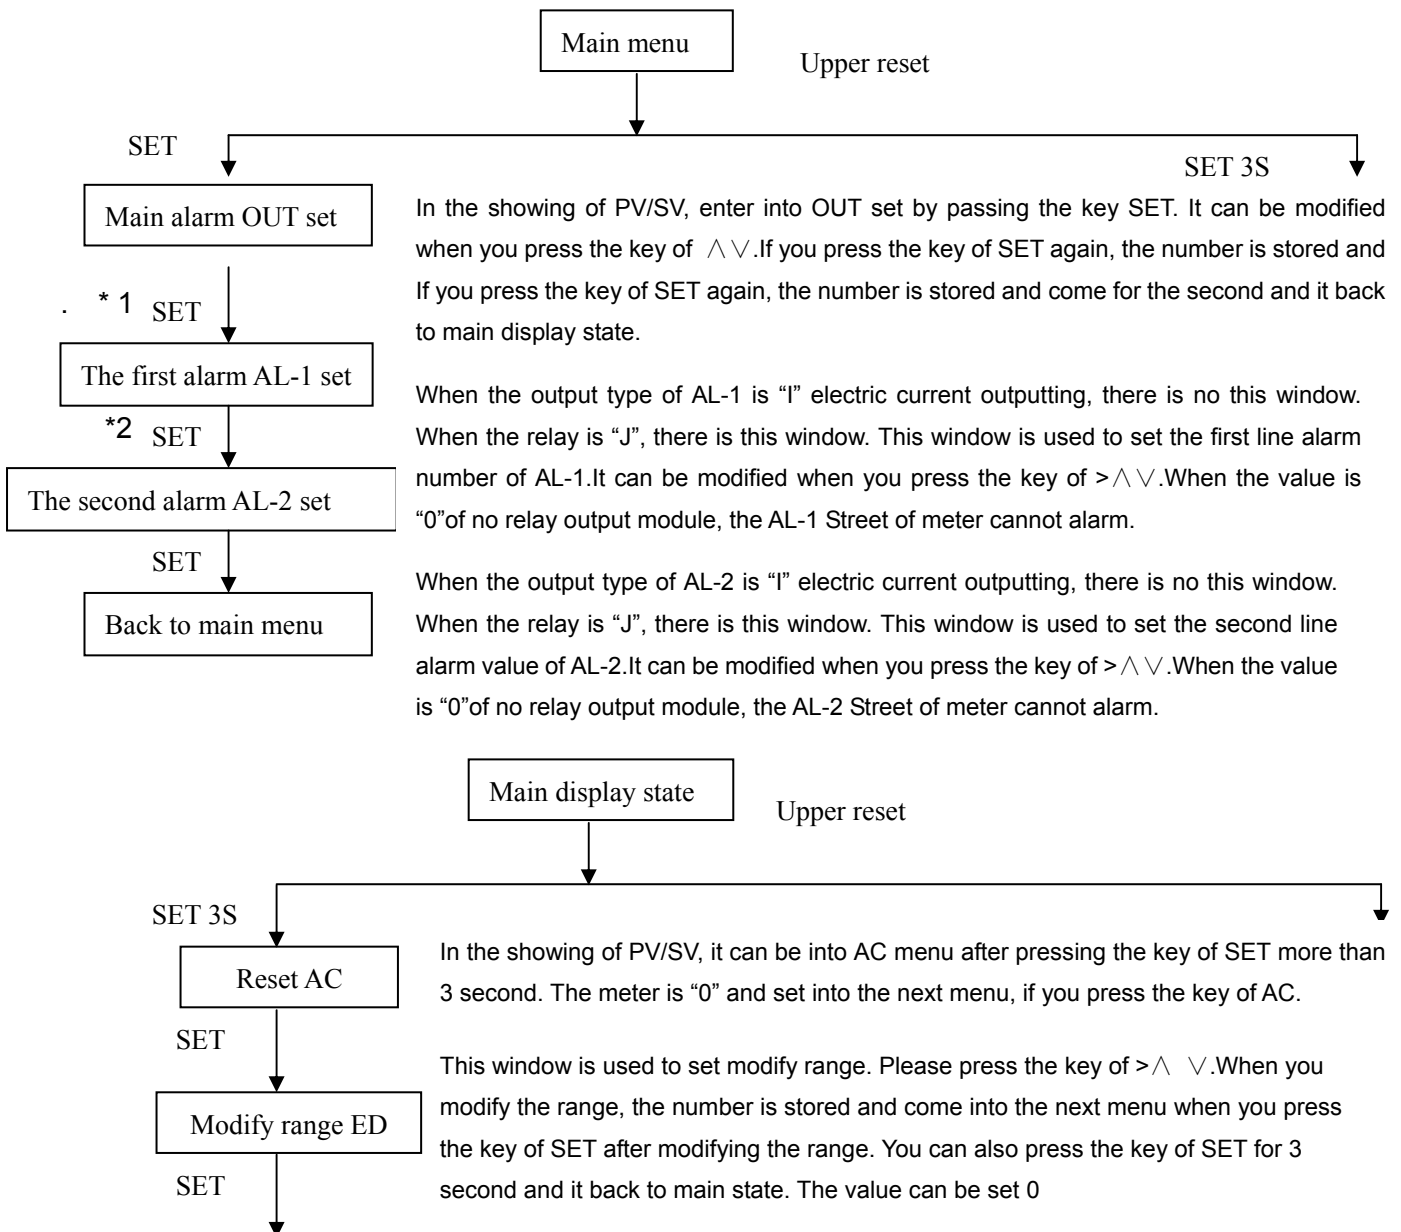 Main menu
Upper reset
SET
SET 3S
Main alarm OUT set
In the showing of PV/SV, enter into OUT set by passing the key SET. It can be modified
when you press the key of ∧∨.If you press the key of SET again, the number is stored and
If you press the key of SET again, the number is stored and come for the second and it back
to main display state.
. * 1 SET
The first alarm AL-1 set
When the output type of AL-1 is “I” electric current outputting, there is no this window.
When the relay is “J”, there is this window. This window is used to set the first line alarm
number of AL-1.It can be modified when you press the key of >∧∨.When the value is
“0”of no relay output module, the AL-1 Street of meter cannot alarm.
*2 SET
The second alarm AL-2 set
SET
Back to main menu
When the output type of AL-2 is “I” electric current outputting, there is no this window.
When the relay is “J”, there is this window. This window is used to set the second line
alarm value of AL-2.It can be modified when you press the key of >∧∨.When the value
is “0”of no relay output module, the AL-2 Street of meter cannot alarm.
Main display state
Upper reset
SET 3S
Reset AC
In the showing of PV/SV, it can be into AC menu after pressing the key of SET more than
3 second. The meter is “0” and set into the next menu, if you press the key of AC.
SET
Modify range ED
This window is used to set modify range. Please press the key of >∧ ∨.When you
modify the range, the number is stored and come into the next menu when you press
the key of SET after modifying the range. You can also press the key of SET for 3
second and it back to main state. The value can be set 0
SET